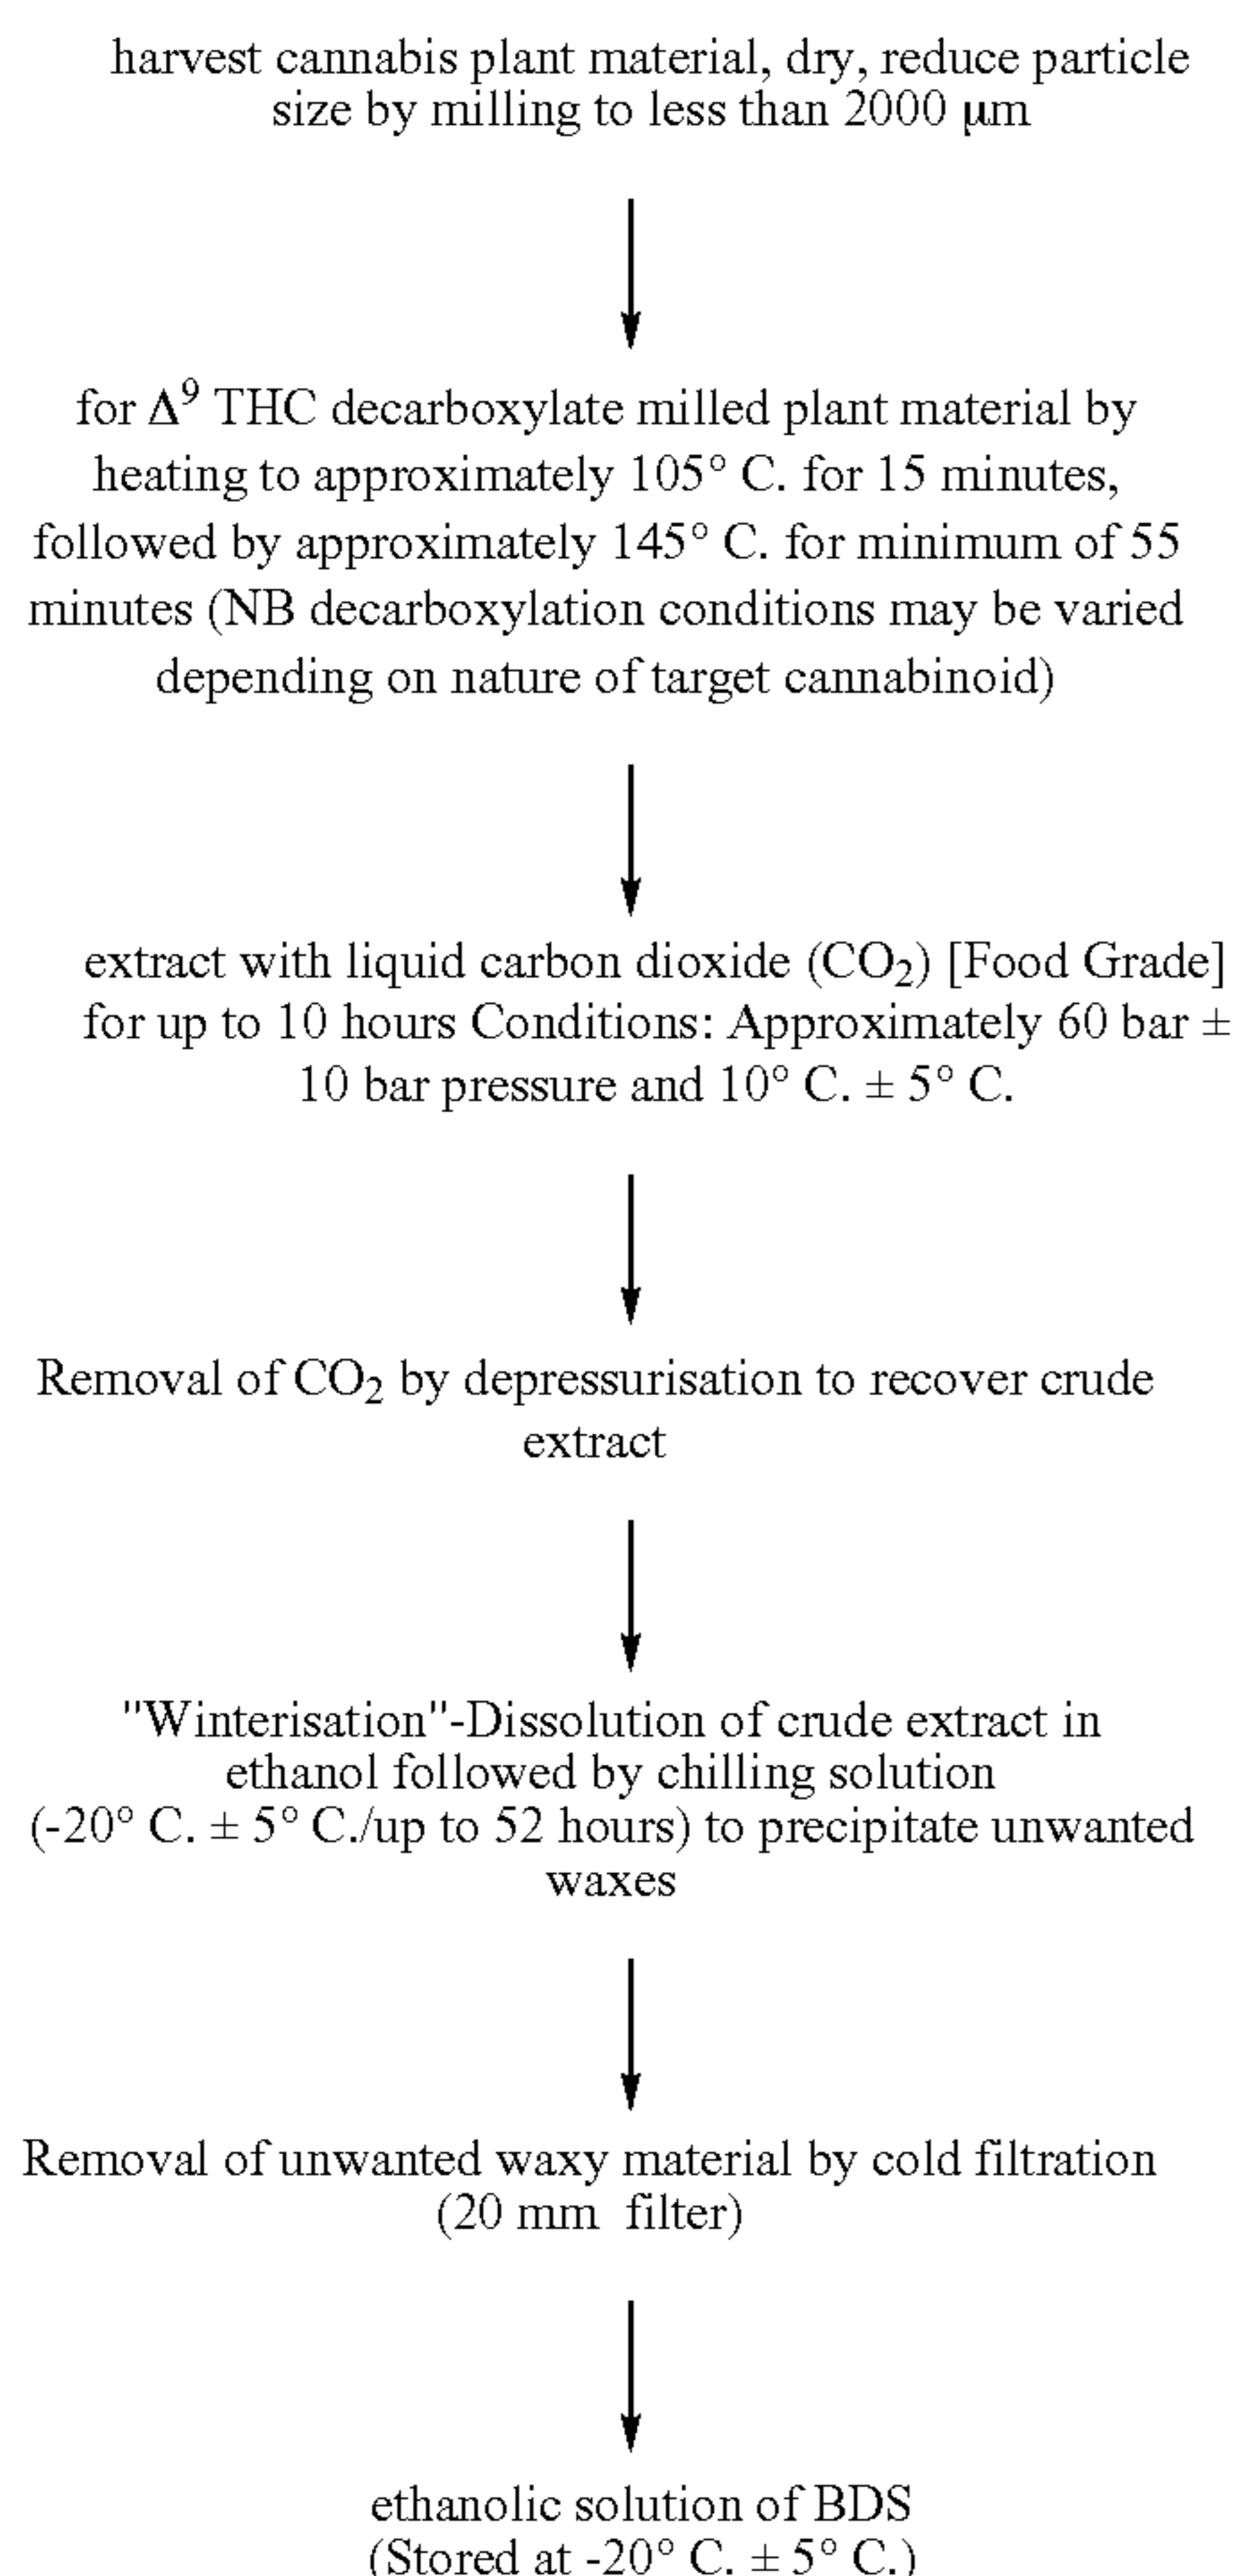 harvest cannabis plant material, dry, reduce particle
size by milling to less than 2000 μm
for Δ⁹ THC decarboxylate milled plant material by
heating to approximately 105° C. for 15 minutes,
followed by approximately 145° C. for minimum of 55
minutes (NB decarboxylation conditions may be varied
depending on nature of target cannabinoid)
extract with liquid carbon dioxide (CO₂) [Food Grade]
for up to 10 hours Conditions: Approximately 60 bar ±
10 bar pressure and 10° C. ± 5° C.
Removal of CO₂ by depressurisation to recover crude
extract
"Winterisation"-Dissolution of crude extract in
ethanol followed by chilling solution
(-20° C. ± 5° C./up to 52 hours) to precipitate unwanted
waxes
Removal of unwanted waxy material by cold filtration
(20 mm filter)
ethanolic solution of BDS
(Stored at -20° C. ± 5° C.)